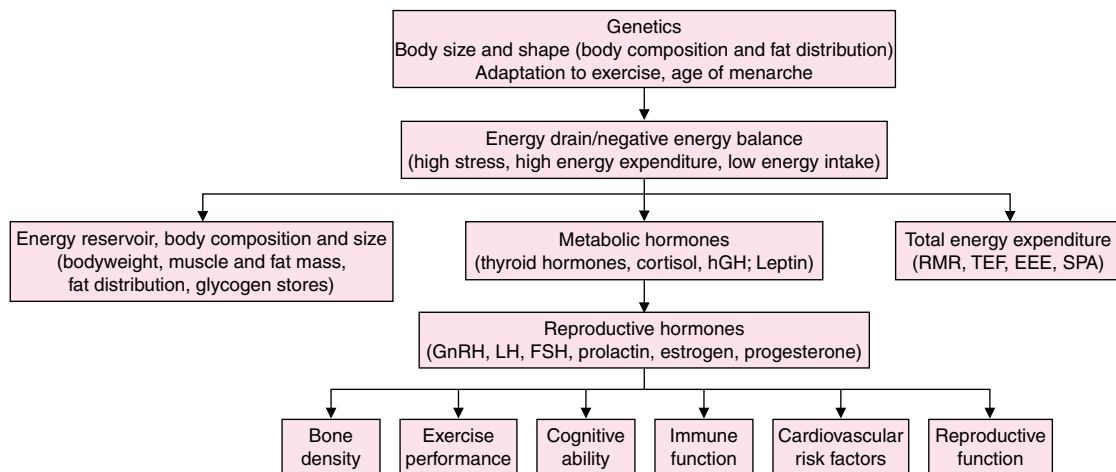 Genetics
Body size and shape (body composition and fat distribution)
Adaptation to exercise, age of menarche
Energy drain/negative energy balance
(high stress, high energy expenditure, low energy intake)
Energy reservoir, body composition and size
(bodyweight, muscle and fat mass,
fat distribution, glycogen stores)
Metabolic hormones
(thyroid hormones, cortisol, hGH; Leptin)
Total energy expenditure
(RMR, TEF, EEE, SPA)
Reproductive hormones
(GnRH, LH, FSH, prolactin, estrogen, progesterone)
Bone
density
Exercise
performance
Cognitive
ability
Immune
function
Cardiovascular
risk factors
Reproductive
function